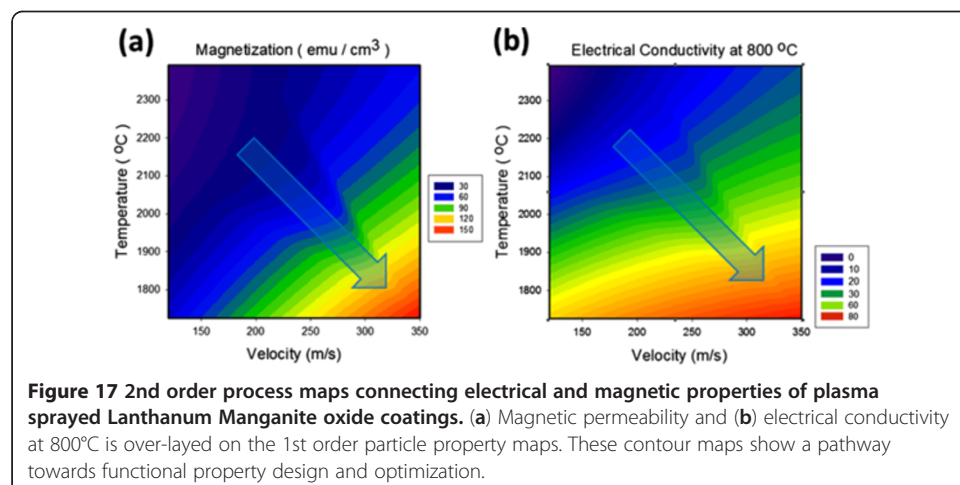 (a)
Magnetization ( emu / cm³ )
Temperature ( ºC )
2300
2200
2100
2000
1900
1800
150
200
250
300
350
Velocity (m/s)
30
60
90
120
150
(b)
Electrical Conductivity at 800 ºC
Temperature ( ºC )
2300
2200
2100
2000
1900
1800
150
200
250
300
350
Velocity (m/s)
0
10
20
30
60
80
Figure 17 2nd order process maps connecting electrical and magnetic properties of plasma
sprayed Lanthanum Manganite oxide coatings. (a) Magnetic permeability and (b) electrical conductivity
at 800°C is over-layed on the 1st order particle property maps. These contour maps show a pathway
towards functional property design and optimization.